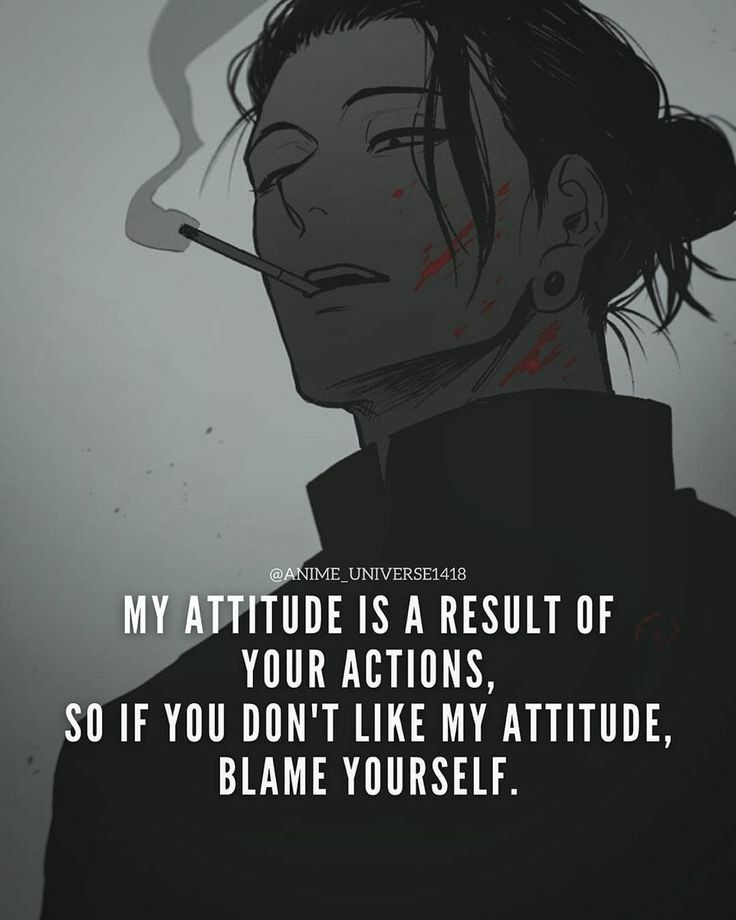 @ANIME_UNIVERSE1418
MY ATTITUDE IS A RESULT OF
YOUR ACTIONS,
SO IF YOU DON'T LIKE MY ATTITUDE,
BLAME YOURSELF.